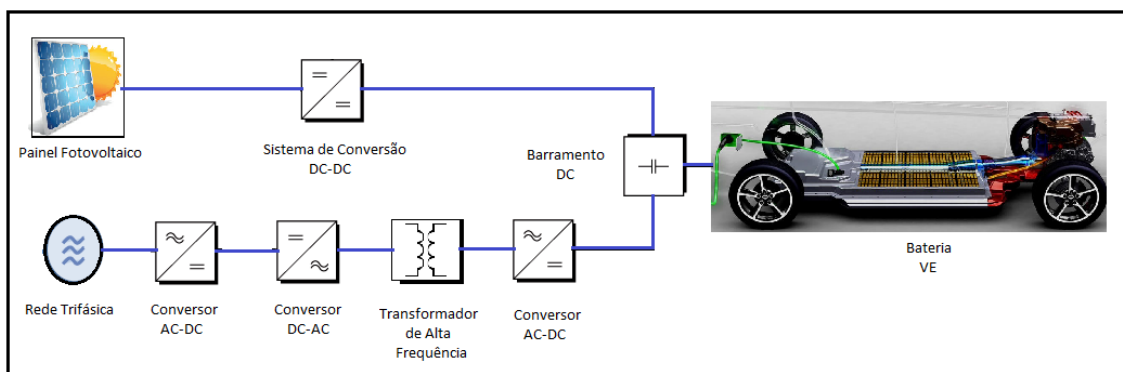 Painel Fotovoltaico
Sistema de Conversão
DC-DC
Barramento
DC
Bateria
VE
Rede Trifásica
Conversor
AC-DC
Conversor
DC-AC
Transformador
de Alta
Frequência
Conversor
AC-DC